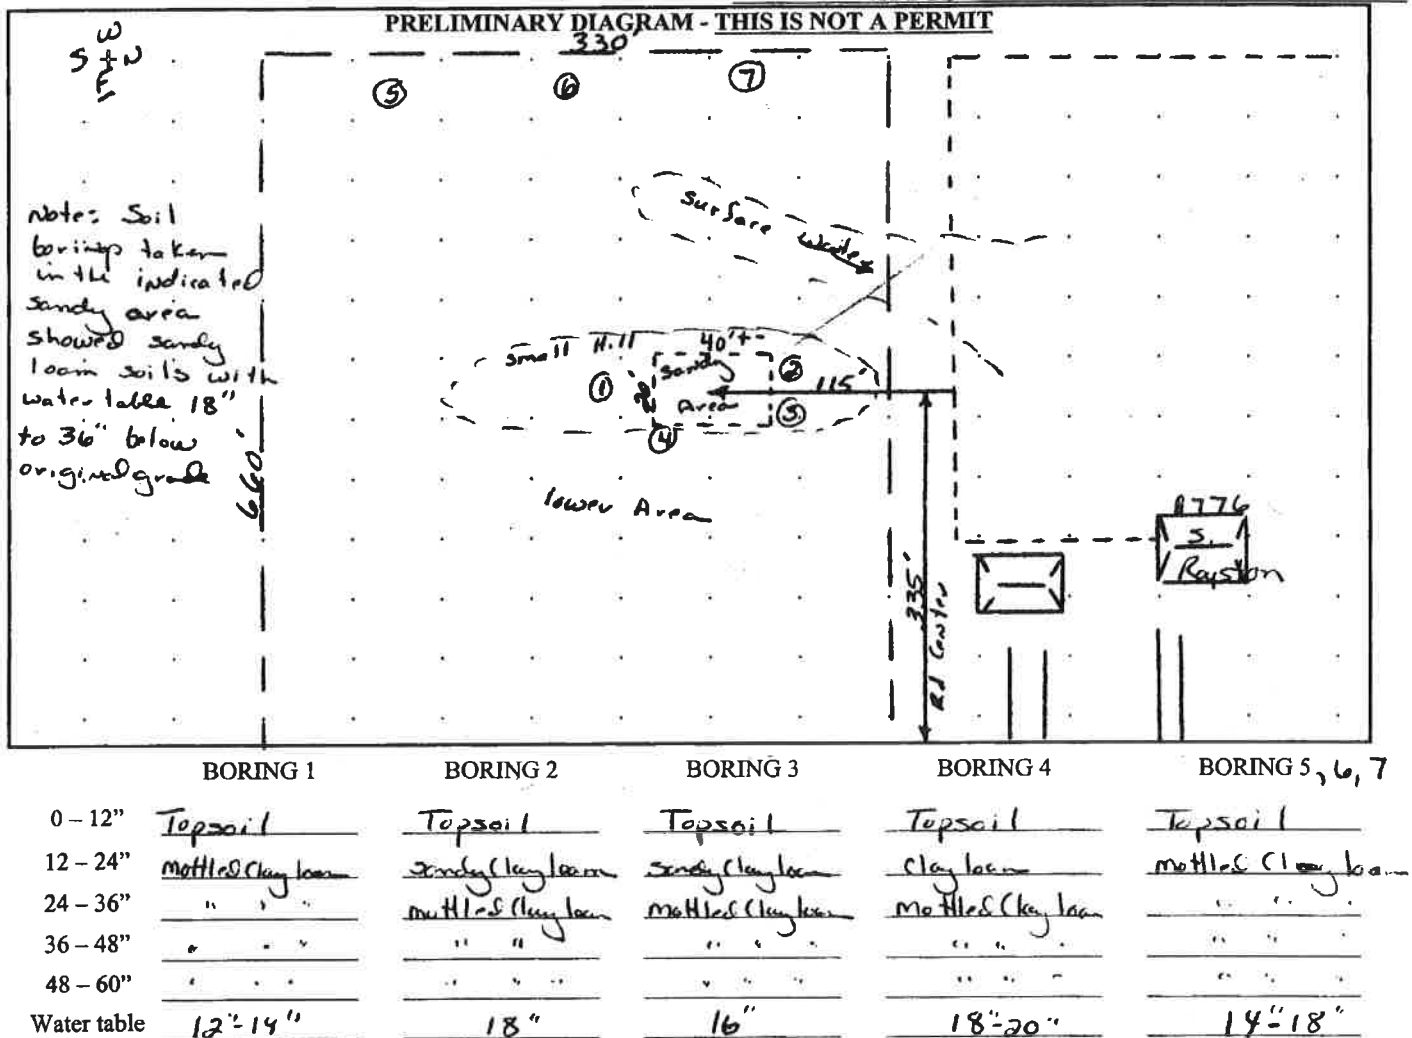 PRELIMINARY DIAGRAM - THIS IS NOT A PERMIT
W
S N
E
330'
5 6 7
Surface Water
Note: Soil
borings taken
in the indicated
sandy area
showed sandy
loam soils with
water table 18"
to 36" below
original grade
660'
Small Hill
40'+-
1
Sandy
Area
2
115'
3
4
lower Area
335'
Rd Center
S.
Royston
BORING 1 BORING 2 BORING 3 BORING 4 BORING 5, 6, 7
0 – 12" Topsoil Topsoil Topsoil Topsoil Topsoil
12 – 24" Mottled Clay loam Sandy Clay loam Sandy Clay loam Clay loam Mottled Clay loam
24 – 36" " " " Mottled Clay loam Mottled Clay loam Mottled Clay loam " " "
36 – 48" " " " " " " " " " " " " " "
48 – 60" " " " " " " " " " " " " " " "
Water table 12"-14" 18" 16" 18"-20" 14"-18"